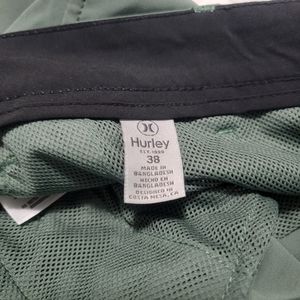 Hurley
EST. 1999
38
MADE IN
BANGLADESH
HECHO EN
BANGLADESH
DESIGNED IN
COSTA MESA, CA